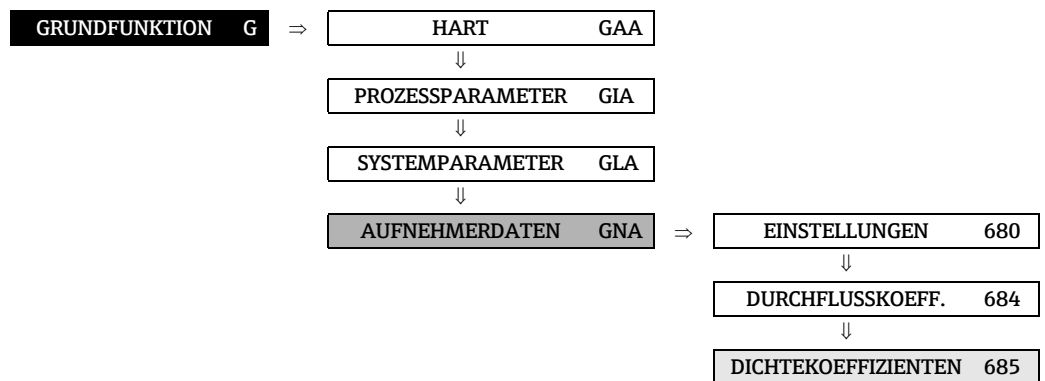 GRUNDFUNKTION G ⇒ HART GAA
⇓
PROZESSPARAMETER GIA
⇓
SYSTEMPARAMETER GLA
⇓
AUFNEHMERDATEN GNA ⇒ EINSTELLUNGEN 680
⇓
DURCHFLUSSKOEFF. 684
⇓
DICHTEKOEFFIZIENTEN 685